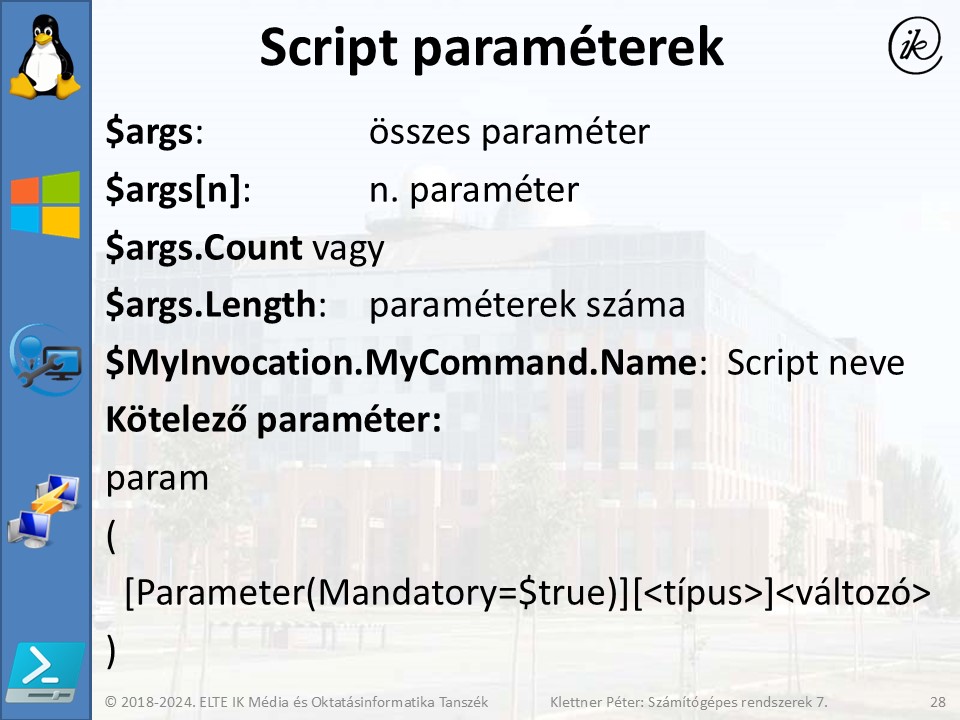 Script paraméterek
ik
$args: összes paraméter
$args[n]: n. paraméter
$args.Count vagy
$args.Length: paraméterek száma
$MyInvocation.MyCommand.Name: Script neve
Kötelező paraméter:
param
(
[Parameter(Mandatory=$true)][<típus>]<változó>
)
© 2018-2024. ELTE IK Média és Oktatásinformatika Tanszék Klettner Péter: Számítógépes rendszerek 7. 28